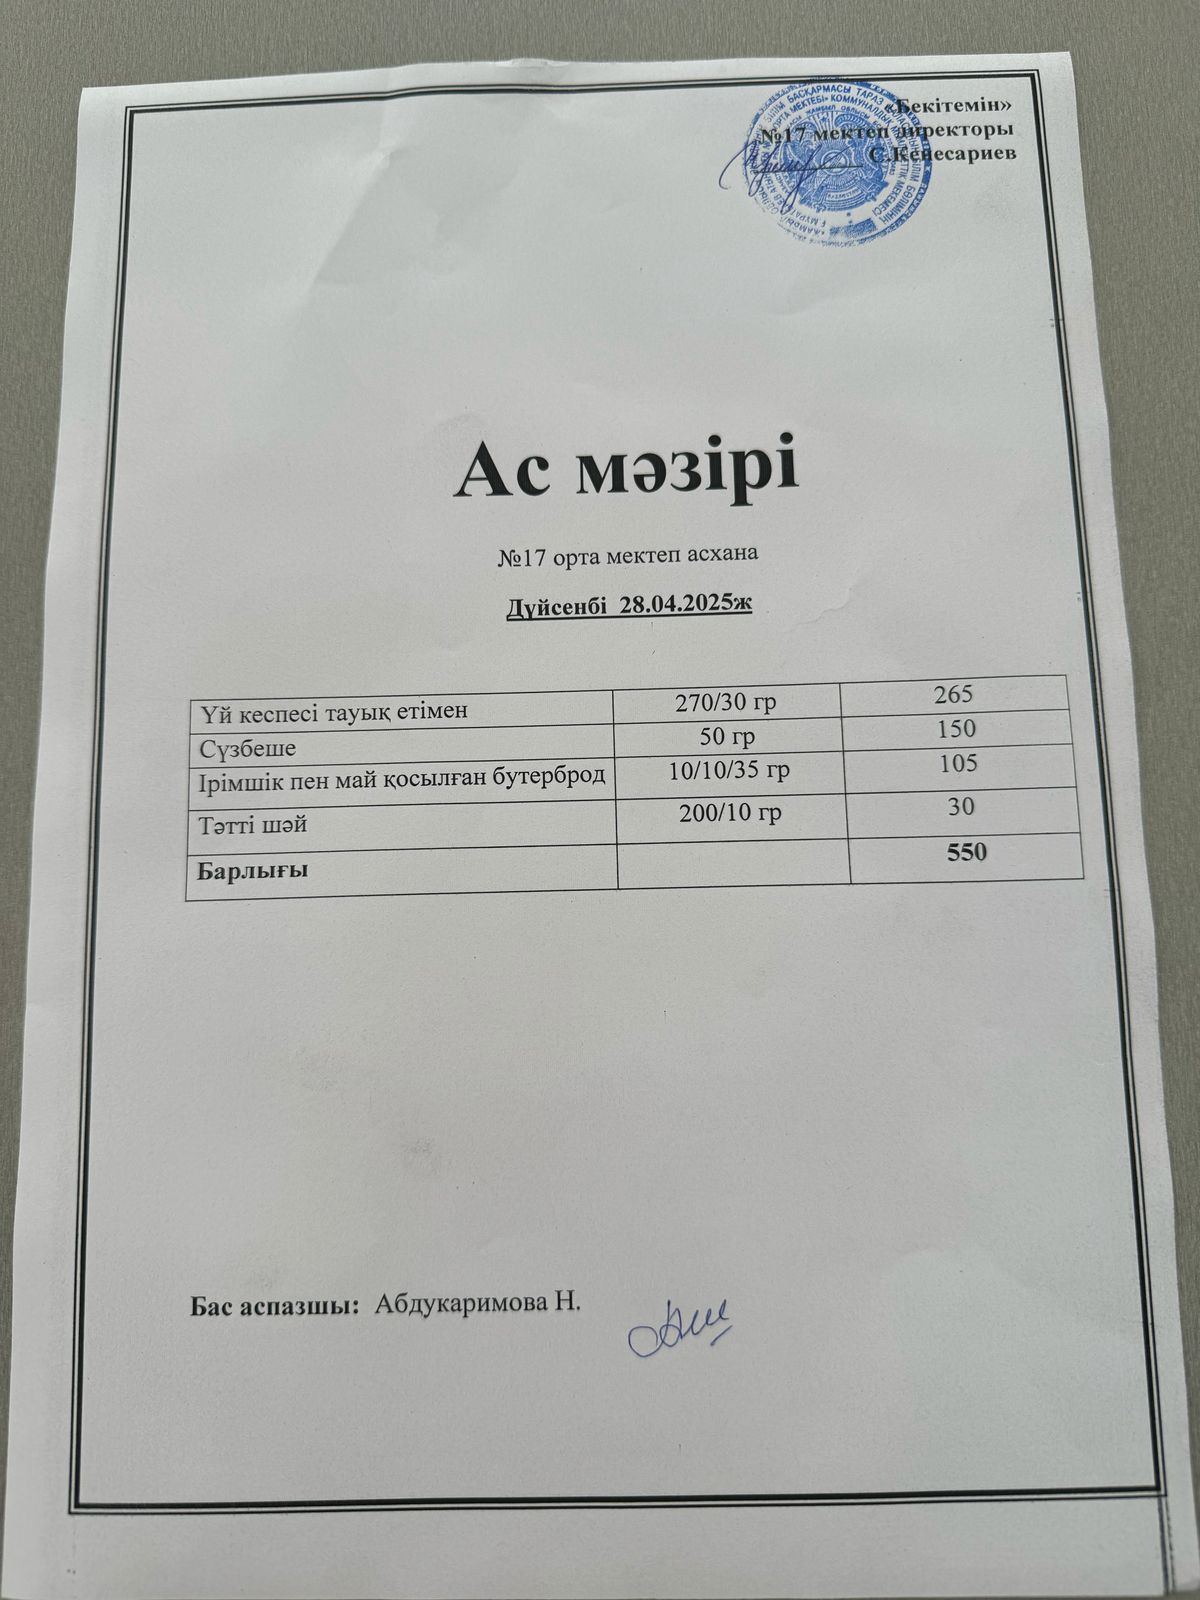 «Бекітемін»
№17 мектеп директоры
С.Кенесариев
Ас мәзірі
№17 орта мектеп асхана
Дүйсенбі 28.04.2025ж
Үй кеспесі тауық етімен 270/30 гр 265
Сүзбеше 50 гр 150
Ірімшік пен май қосылған бутерброд 10/10/35 гр 105
Тәтті шәй 200/10 гр 30
Барлығы 550
Бас аспазшы: Абдукаримова Н.